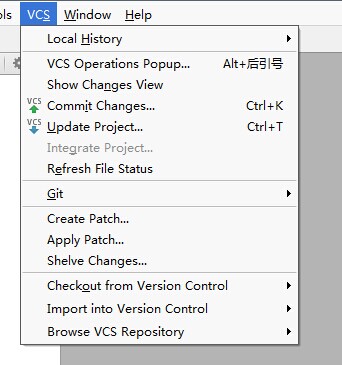 ols VCS Window Help
Local History
VCS Operations Popup... Alt+后引号
Show Changes View
VCS Commit Changes... Ctrl+K
VCS Update Project... Ctrl+T
Integrate Project...
Refresh File Status
Git
Create Patch...
Apply Patch...
Shelve Changes...
Checkout from Version Control
Import into Version Control
Browse VCS Repository